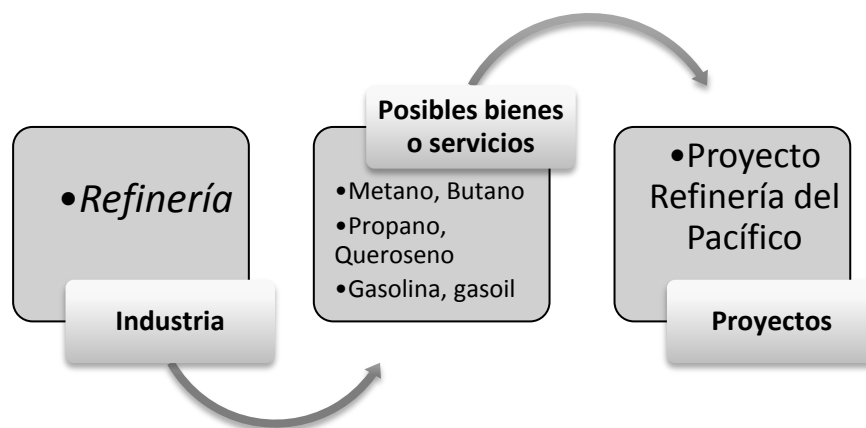 •Refinería
Industria
Posibles bienes
o servicios
•Metano, Butano
•Propano,
Queroseno
•Gasolina, gasoil
•Proyecto
Refinería del
Pacífico
Proyectos